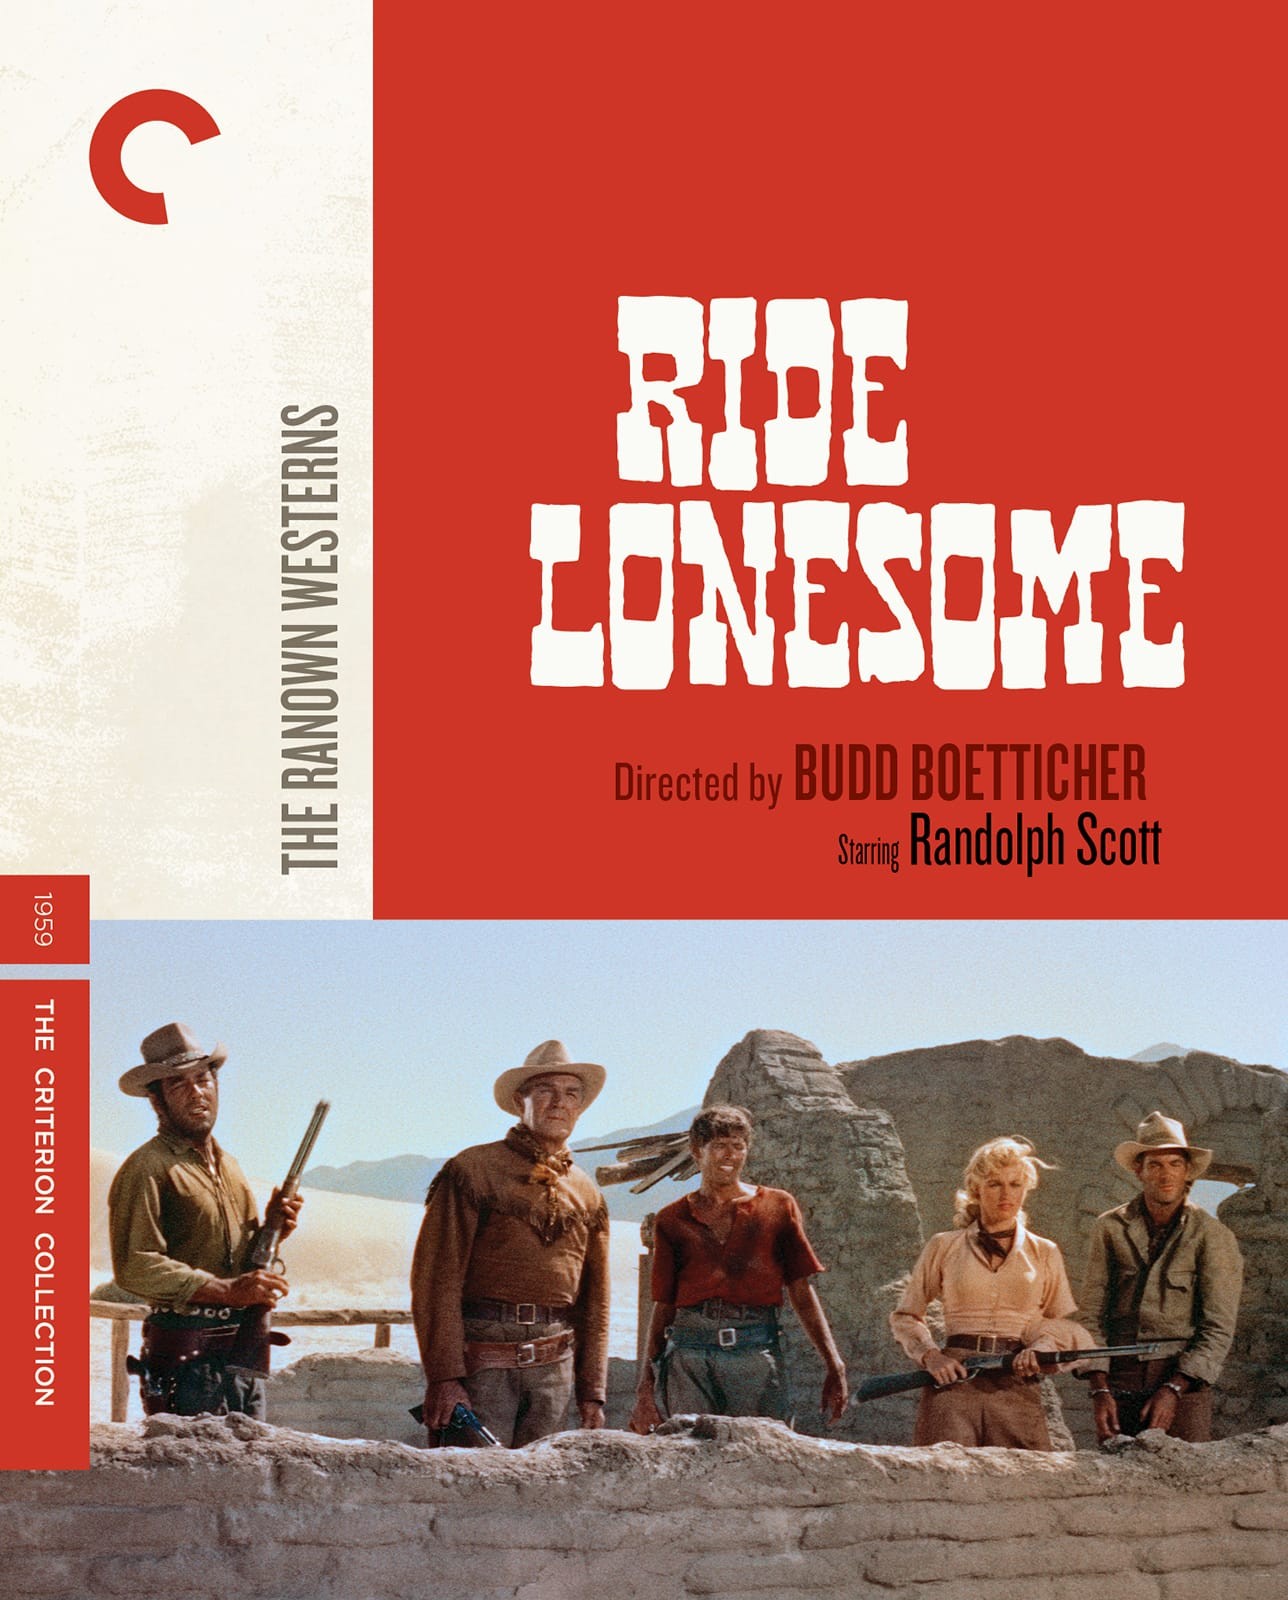 THE RANOWN WESTERNS
RIDE
LONESOME
Directed by BUDD BOETTICHER
Starring Randolph Scott
1959
THE CRITERION COLLECTION